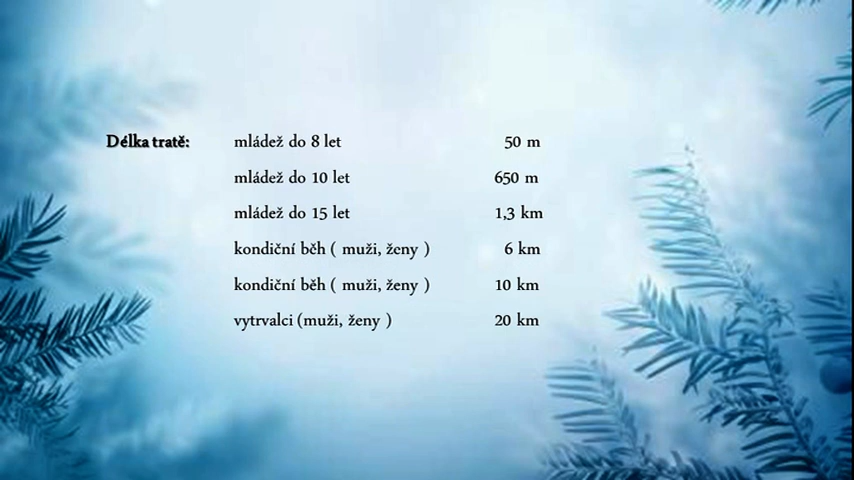 Délka tratě: mládež do 8 let 50 m
mládež do 10 let 650 m
mládež do 15 let 1,3 km
kondiční běh ( muži, ženy ) 6 km
kondiční běh ( muži, ženy ) 10 km
vytrvalci (muži, ženy ) 20 km